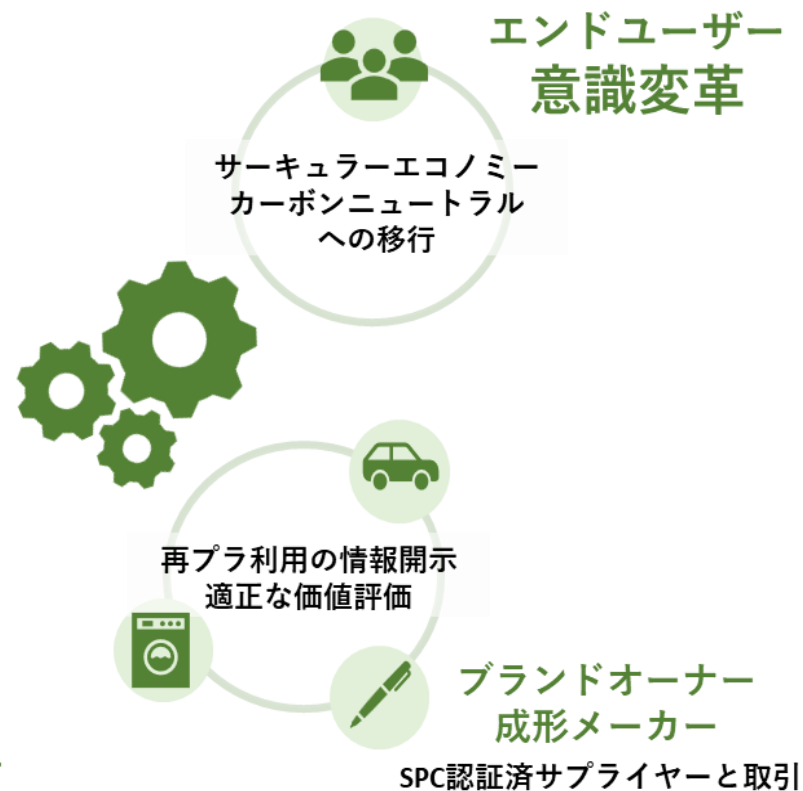 エンドユーザー
意識変革
サーキュラーエコノミー
カーボンニュートラル
への移行
再プラ利用の情報開示
適正な価値評価
ブランドオーナー
成形メーカー
SPC認証済サプライヤーと取引